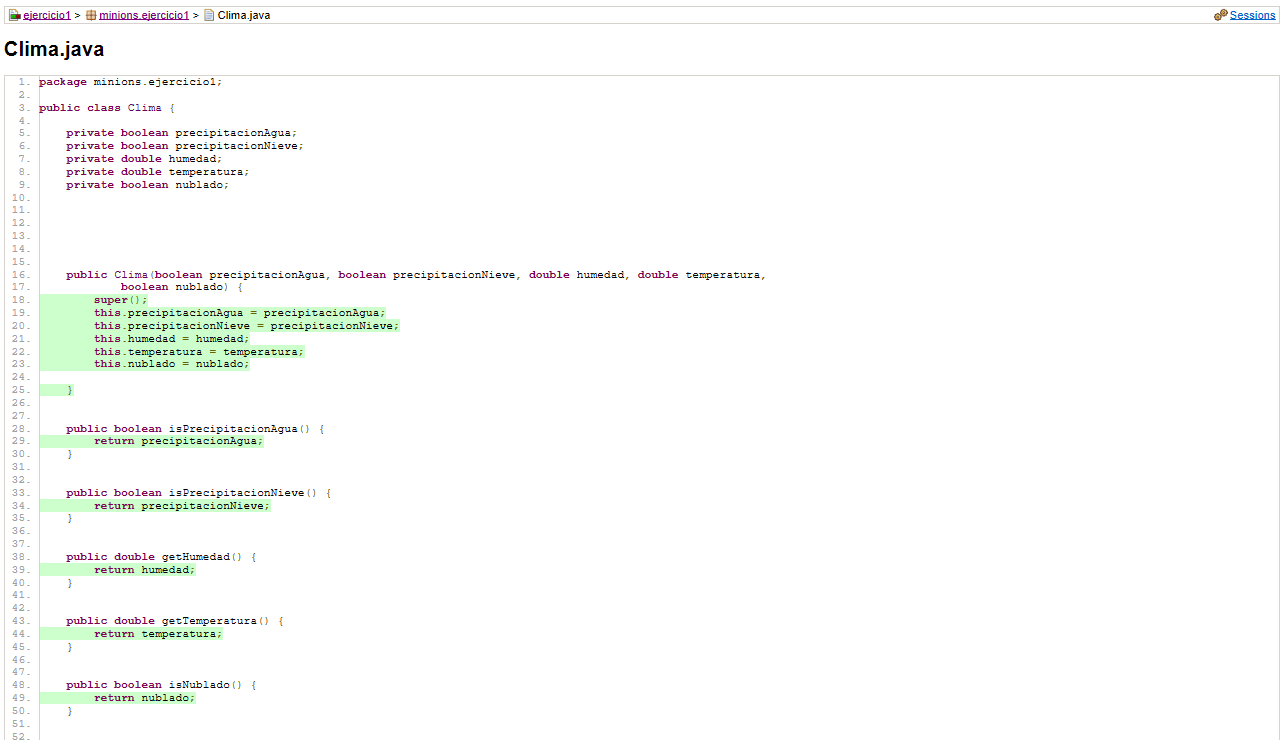 ejercicio1 > minions.ejercicio1 > Clima.java Sessions
Clima.java
1. package minions.ejercicio1;
2.
3. public class Clima {
4.
5. private boolean precipitacionAgua;
6. private boolean precipitacionNieve;
7. private double humedad;
8. private double temperatura;
9. private boolean nublado;
10.
11.
12.
13.
14.
15.
16. public Clima(boolean precipitacionAgua, boolean precipitacionNieve, double humedad, double temperatura,
17. boolean nublado) {
18. super();
19. this.precipitacionAgua = precipitacionAgua;
20. this.precipitacionNieve = precipitacionNieve;
21. this.humedad = humedad;
22. this.temperatura = temperatura;
23. this.nublado = nublado;
24.
25. }
26.
27.
28. public boolean isPrecipitacionAgua() {
29. return precipitacionAgua;
30. }
31.
32.
33. public boolean isPrecipitacionNieve() {
34. return precipitacionNieve;
35. }
36.
37.
38. public double getHumedad() {
39. return humedad;
40. }
41.
42.
43. public double getTemperatura() {
44. return temperatura;
45. }
46.
47.
48. public boolean isNublado() {
49. return nublado;
50. }
51.
52.